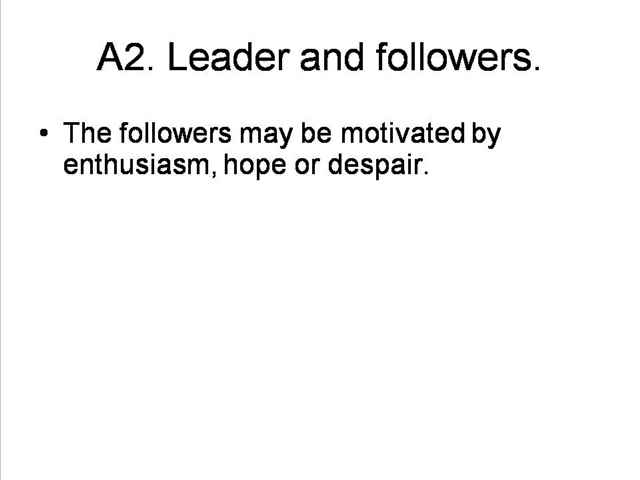 A2. Leader and followers.
• The followers may be motivated by
enthusiasm, hope or despair.